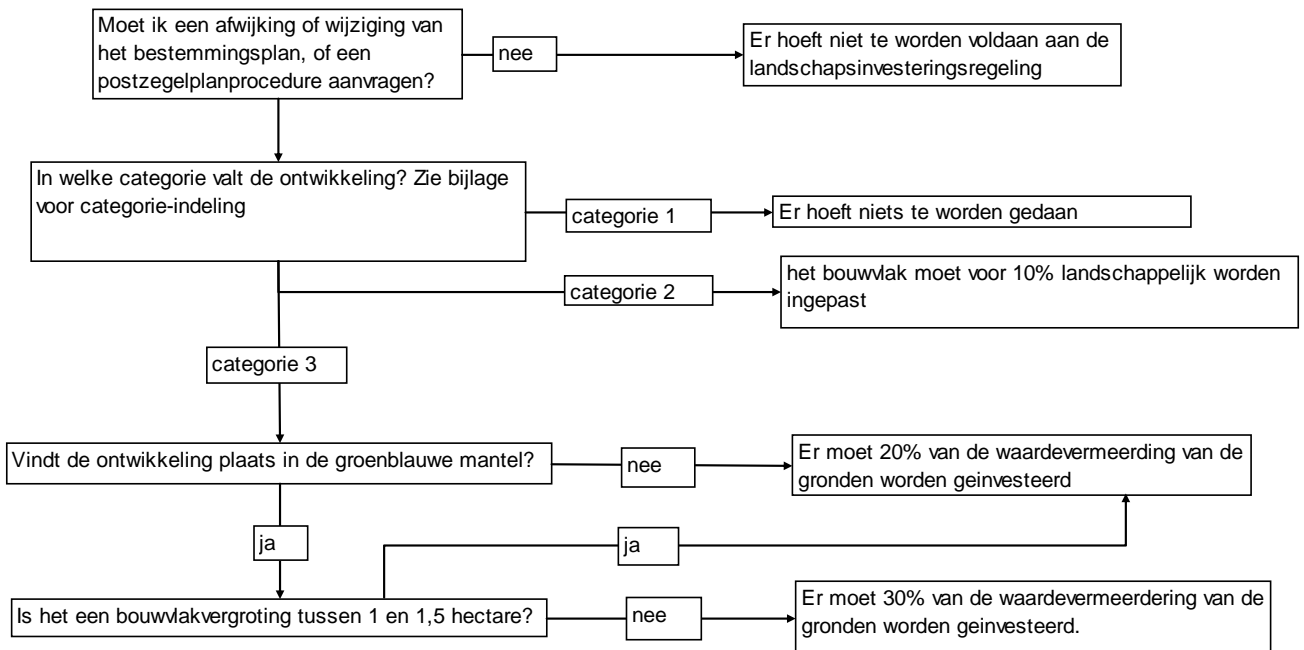 Moet ik een afwijking of wijziging van
het bestemmingsplan, of een
postzegelplanprocedure aanvragen?
nee
Er hoeft niet te worden voldaan aan de
landschapsinvesteringsregeling
In welke categorie valt de ontwikkeling? Zie bijlage
voor categorie-indeling
categorie 1
Er hoeft niets te worden gedaan
categorie 2
het bouwvlak moet voor 10% landschappelijk worden
ingepast
categorie 3
Vindt de ontwikkeling plaats in de groenblauwe mantel?
nee
Er moet 20% van de waardevermeerding van de
gronden worden geinvesteerd
ja
ja
Is het een bouwvlakvergroting tussen 1 en 1,5 hectare?
nee
Er moet 30% van de waardevermeerdering van de
gronden worden geinvesteerd.